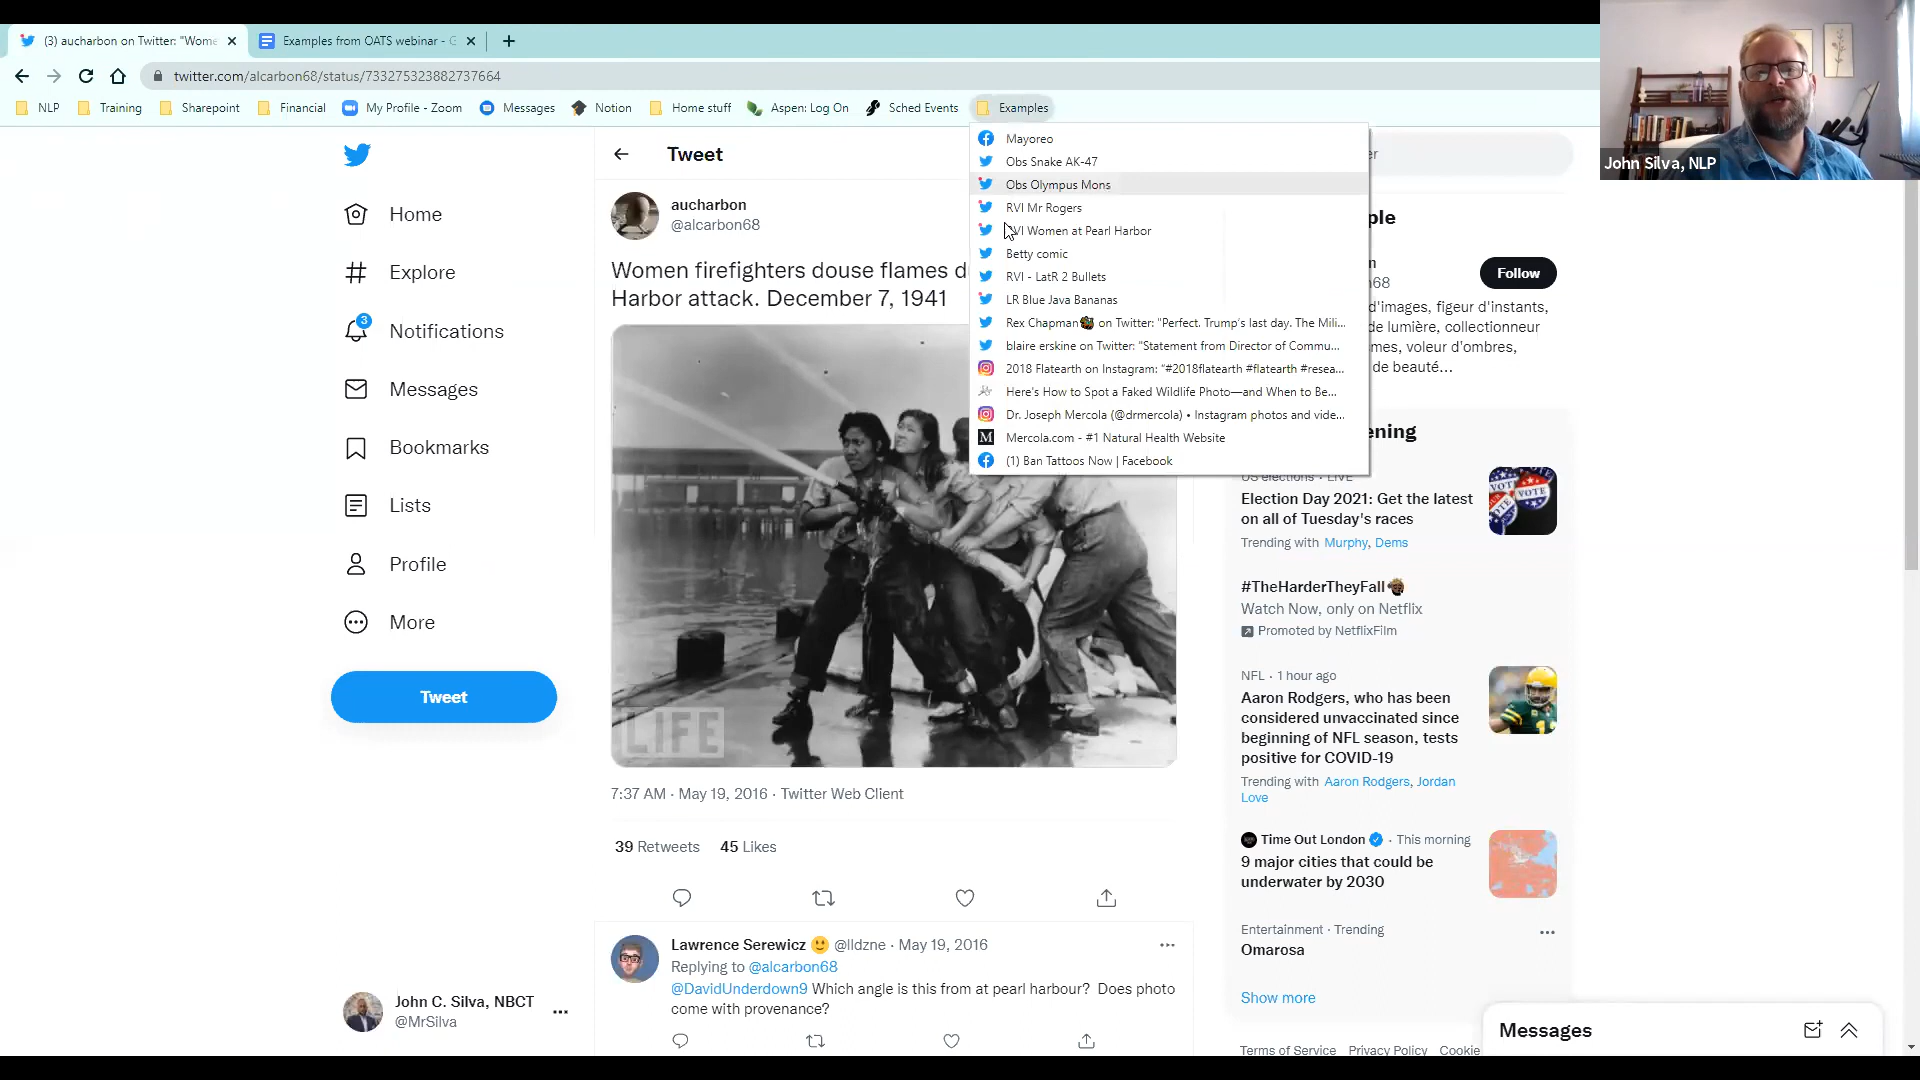 (3) aucharbon on Twitter: "Wome
Examples from OATS webinar - G
twitter.com/alcarbon68/status/733275323882737664
NLP
Training
Sharepoint
Financial
My Profile - Zoom
Messages
Notion
Home stuff
Aspen: Log On
Sched Events
Examples
John Silva, NLP
Mayoreo
Obs Snake AK-47
Obs Olympus Mons
RVI Mr Rogers
VI Women at Pearl Harbor
Betty comic
RVI - LatR 2 Bullets
LR Blue Java Bananas
Rex Chapman on Twitter: "Perfect. Trump's last day. The Mili...
blaire erskine on Twitter: "Statement from Director of Commu...
2018 Flatearth on Instagram: "#2018flatearth #flatearth #resea...
Here's How to Spot a Faked Wildlife Photo—and When to Be...
Dr. Joseph Mercola (@drmercola) • Instagram photos and vide...
Mercola.com - #1 Natural Health Website
(1) Ban Tattoos Now | Facebook
Home
Explore
3
Notifications
Messages
Bookmarks
Lists
Profile
More
Tweet
John C. Silva, NBCT
@MrSilva
Tweet
aucharbon
@alcarbon68
Women firefighters douse flames d
Harbor attack. December 7, 1941
LIFE
7:37 AM · May 19, 2016 · Twitter Web Client
39 Retweets 45 Likes
Lawrence Serewicz @lldzne · May 19, 2016
Replying to @alcarbon68
@DavidUnderdown9 Which angle is this from at pearl harbour? Does photo
come with provenance?
er
ple
n
68
Follow
d'images, figeur d'instants,
de lumière, collectionneur
mes, voleur d'ombres,
de beauté...
ening
US elections · LIVE
Election Day 2021: Get the latest
on all of Tuesday's races
Trending with Murphy, Dems
VOTE
VOTE
#TheHarderTheyFall
Watch Now, only on Netflix
Promoted by NetflixFilm
NFL · 1 hour ago
Aaron Rodgers, who has been
considered unvaccinated since
beginning of NFL season, tests
positive for COVID-19
Trending with Aaron Rodgers, Jordan
Love
Time Out London · This morning
9 major cities that could be
underwater by 2030
Entertainment · Trending
Omarosa
Show more
Terms of Service Privacy Policy Cookie
Messages